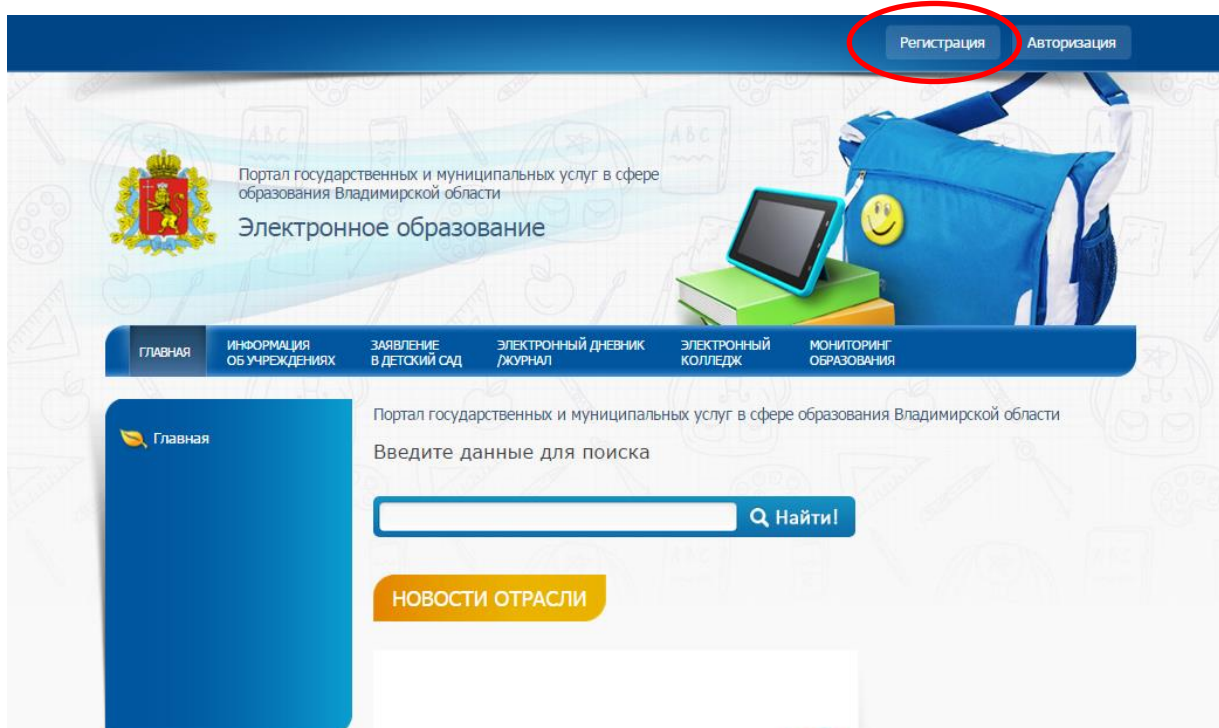 Регистрация
Авторизация
Портал государственных и муниципальных услуг в сфере
образования Владимирской области
Электронное образование
ГЛАВНАЯ
ИНФОРМАЦИЯ
ОБ УЧРЕЖДЕНИЯХ
ЗАЯВЛЕНИЕ
В ДЕТСКИЙ САД
ЭЛЕКТРОННЫЙ ДНЕВНИК
/ЖУРНАЛ
ЭЛЕКТРОННЫЙ
КОЛЛЕДЖ
МОНИТОРИНГ
ОБРАЗОВАНИЯ
Главная
Портал государственных и муниципальных услуг в сфере образования Владимирской области
Введите данные для поиска
Найти!
НОВОСТИ ОТРАСЛИ